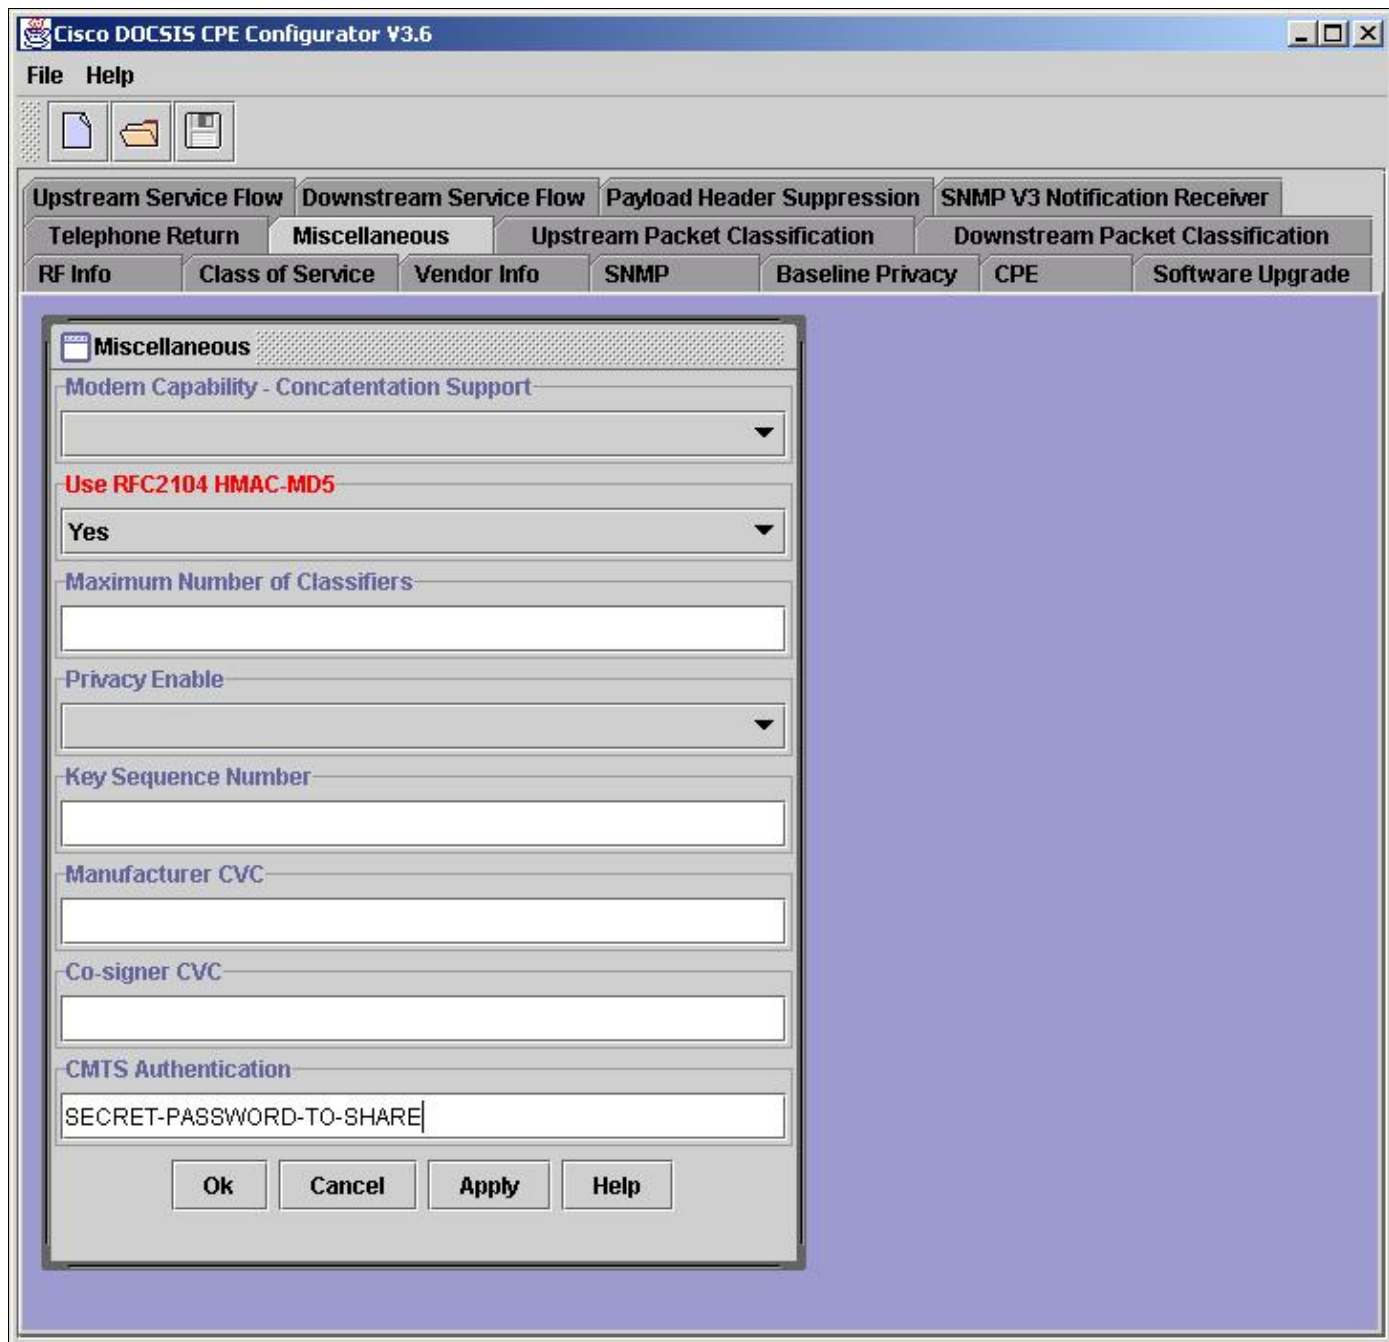 Cisco DOCSIS CPE Configurator V3.6
File Help
Upstream Service Flow Downstream Service Flow Payload Header Suppression SNMP V3 Notification Receiver
Telephone Return Miscellaneous Upstream Packet Classification Downstream Packet Classification
RF Info Class of Service Vendor Info SNMP Baseline Privacy CPE Software Upgrade
Miscellaneous
Modem Capability - Concatentation Support
Use RFC2104 HMAC-MD5
Yes
Maximum Number of Classifiers
Privacy Enable
Key Sequence Number
Manufacturer CVC
Co-signer CVC
CMTS Authentication
SECRET-PASSWORD-TO-SHARE
Ok Cancel Apply Help